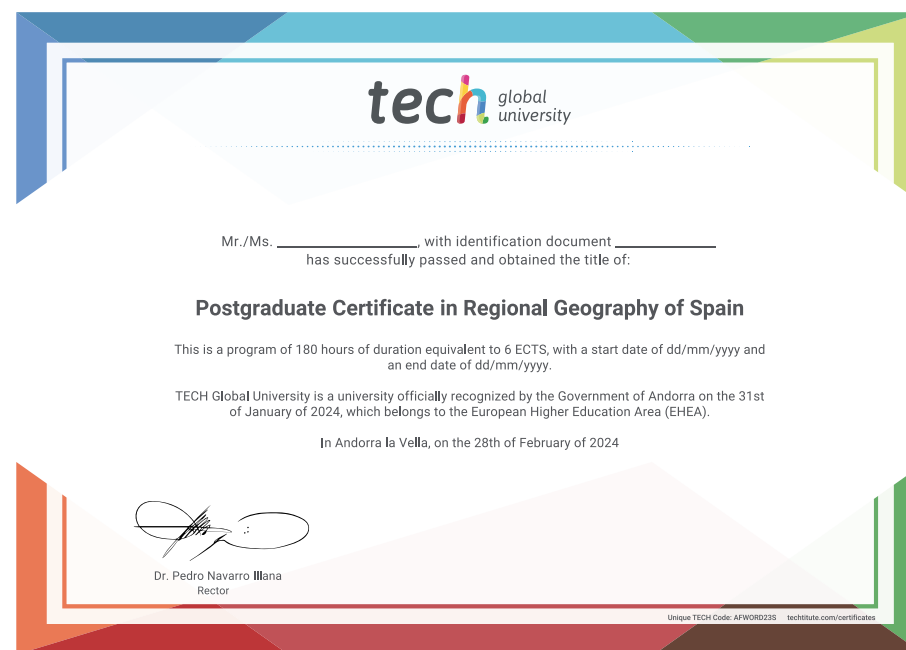 tech global university
Mr./Ms. ________________, with identification document ____________
has successfully passed and obtained the title of:
Postgraduate Certificate in Regional Geography of Spain
This is a program of 180 hours of duration equivalent to 6 ECTS, with a start date of dd/mm/yyyy and
an end date of dd/mm/yyyy.
TECH Global University is a university officially recognized by the Government of Andorra on the 31st
of January of 2024, which belongs to the European Higher Education Area (EHEA).
In Andorra la Vella, on the 28th of February of 2024
Dr. Pedro Navarro Illana
Rector
Unique TECH Code: AFWORD23S techtitute.com/certificates